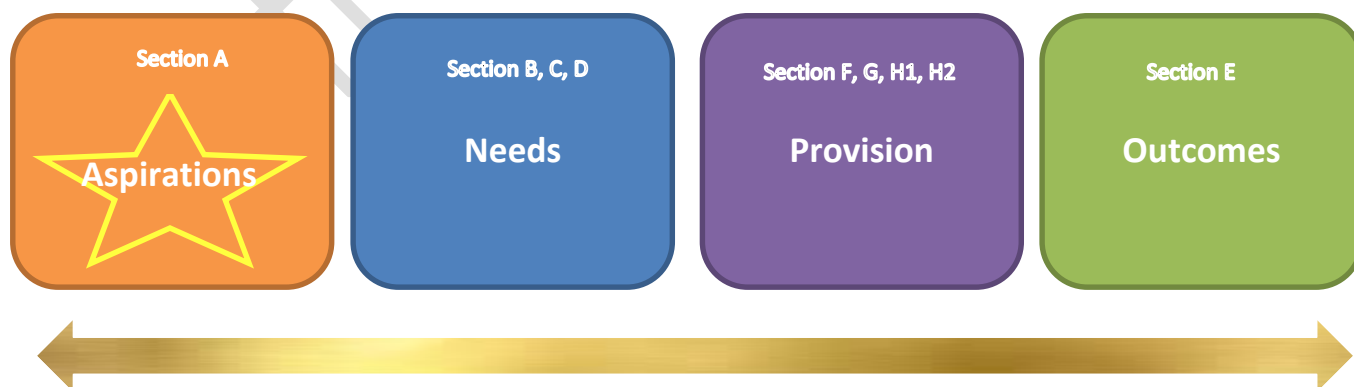 Section A
Aspirations
Section B, C, D
Needs
Section F, G, H1, H2
Provision
Section E
Outcomes